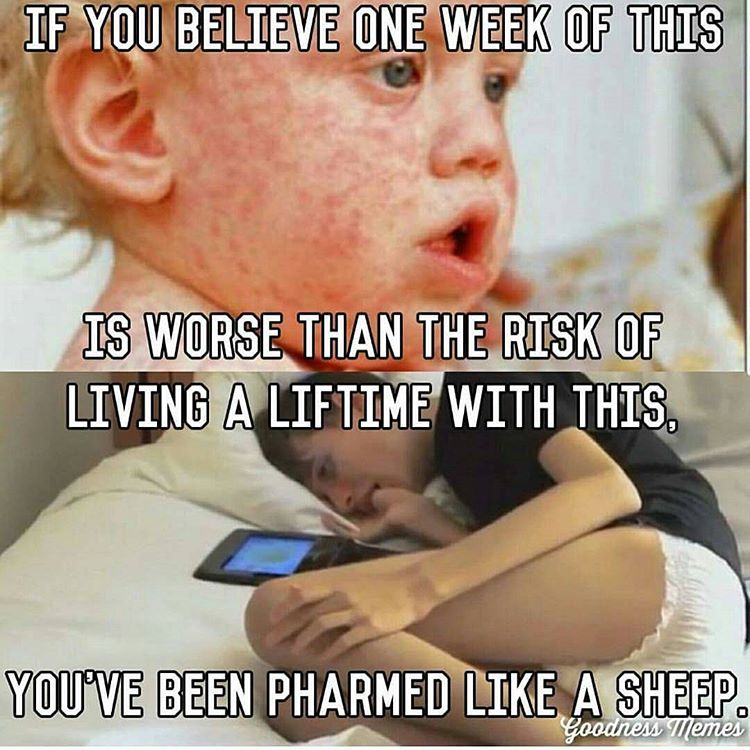 IF YOU BELIEVE ONE WEEK OF THIS
IS WORSE THAN THE RISK OF
LIVING A LIFTIME WITH THIS,
YOU'VE BEEN PHARMED LIKE A SHEEP.
Goodness Memes